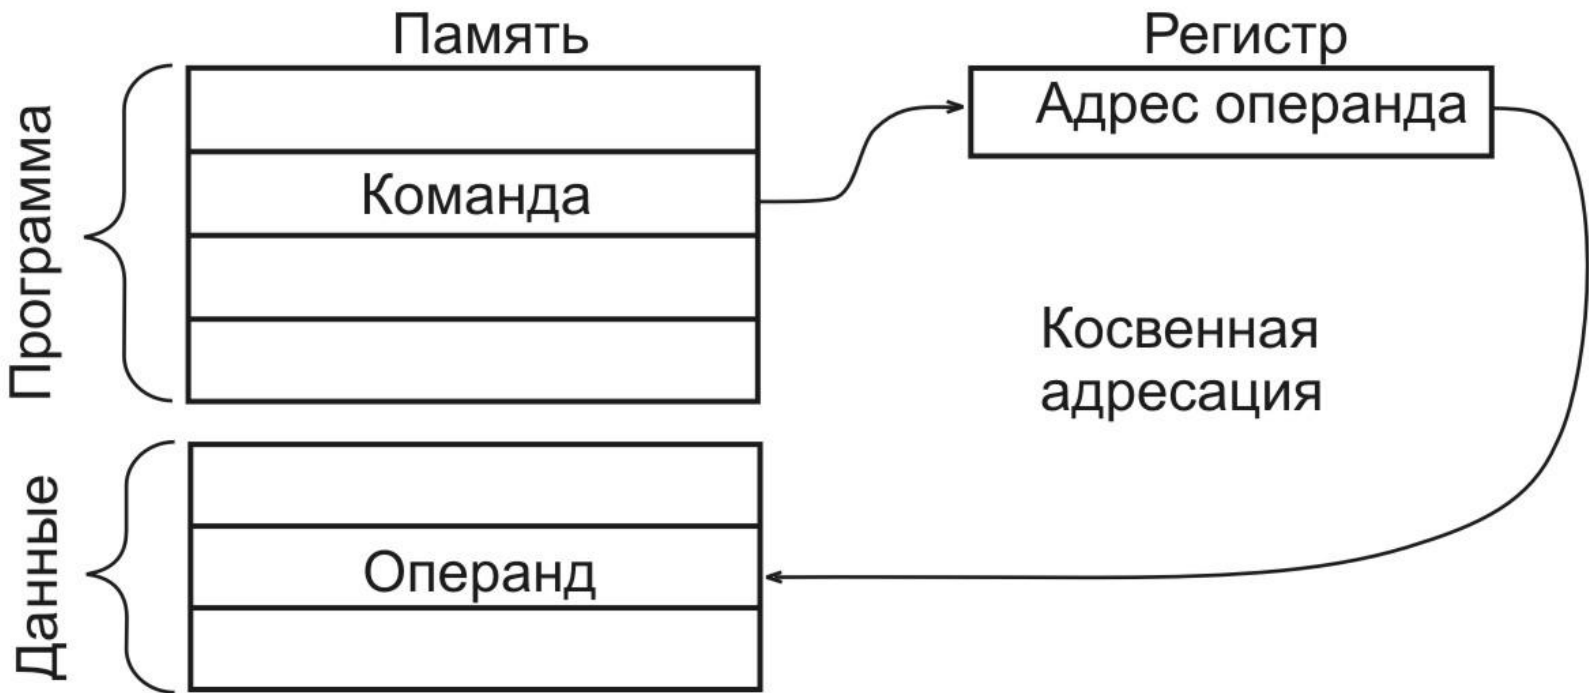 Память
Регистр
Программа
Адрес операнда
Команда
Косвенная
адресация
Данные
Операнд